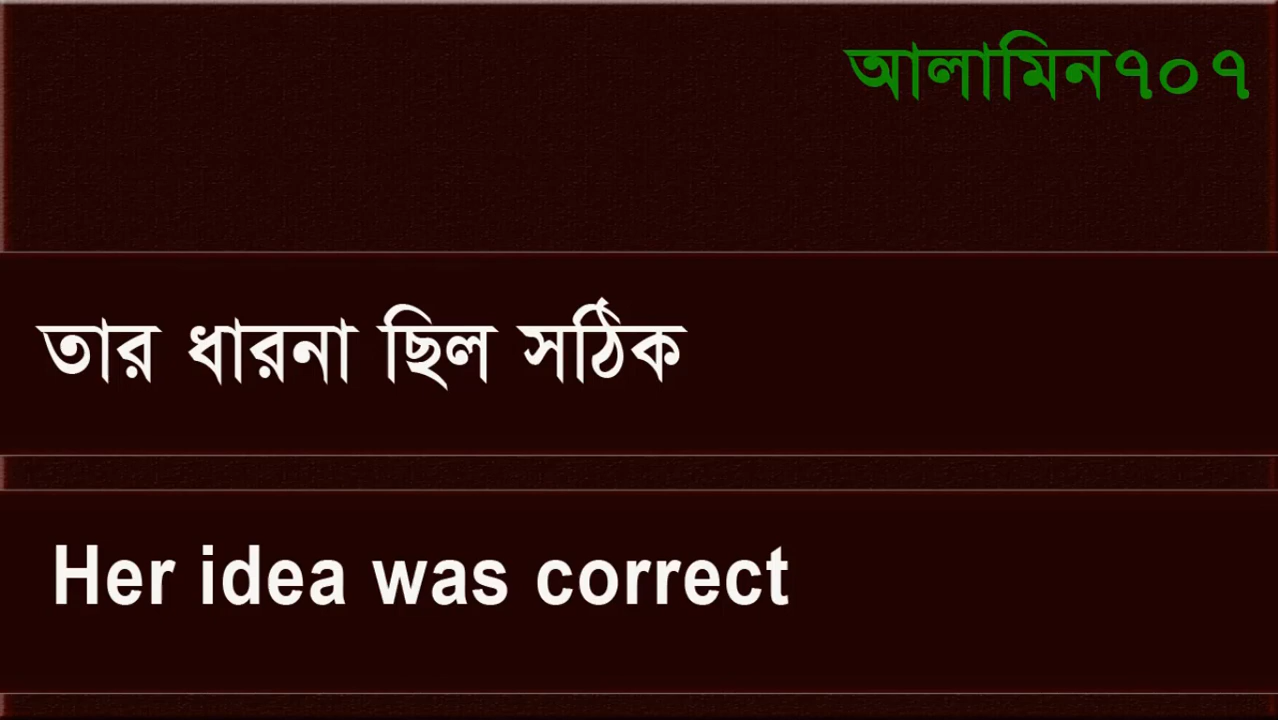 আলামিন৭০৭
তার ধারনা ছিল সঠিক
Her idea was correct